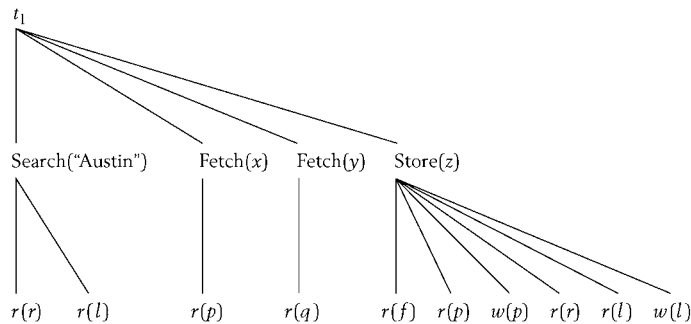 t₁
Search(“Austin”) Fetch(x) Fetch(y) Store(z)
r(r) r(l) r(p) r(q) r(f) r(p) w(p) r(r) r(l) w(l)